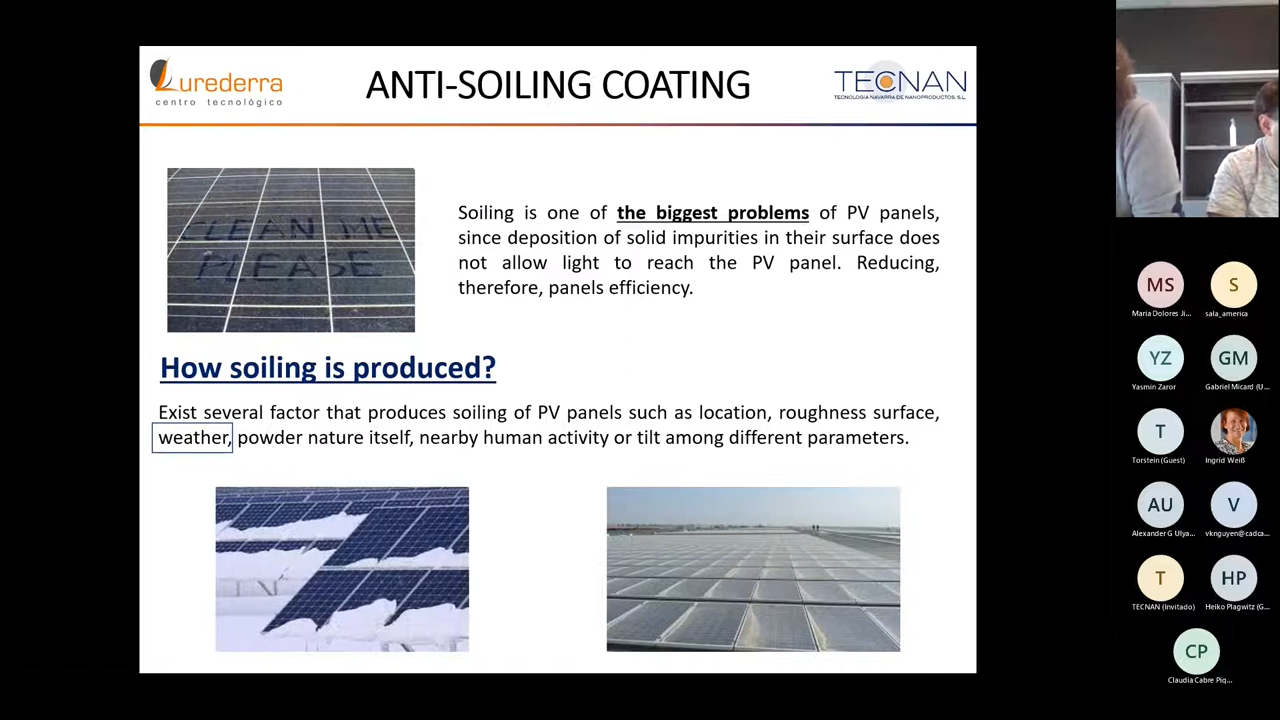 Lurederra
centro tecnológico
ANTI-SOILING COATING
TECNAN
TECNOLOGÍA NAVARRA DE NANOPRODUCTOS, S.L.
CLEAN ME
PLEASE
Soiling is one of the biggest problems of PV panels,
since deposition of solid impurities in their surface does
not allow light to reach the PV panel. Reducing,
therefore, panels efficiency.
How soiling is produced?
Exist several factor that produces soiling of PV panels such as location, roughness surface,
weather, powder nature itself, nearby human activity or tilt among different parameters.
MS
Maria Dolores Ji...
S
sala_america
YZ
Yasmin Zaror
GM
Gabriel Micard (U...
T
Torstein (Guest)
Ingrid Weiß
AU
Alexander G Ulya...
V
vknguyen@cadca...
T
TECNAN (Invitado)
HP
Heiko Plagwitz (G...
CP
Claudia Cabre Piq...